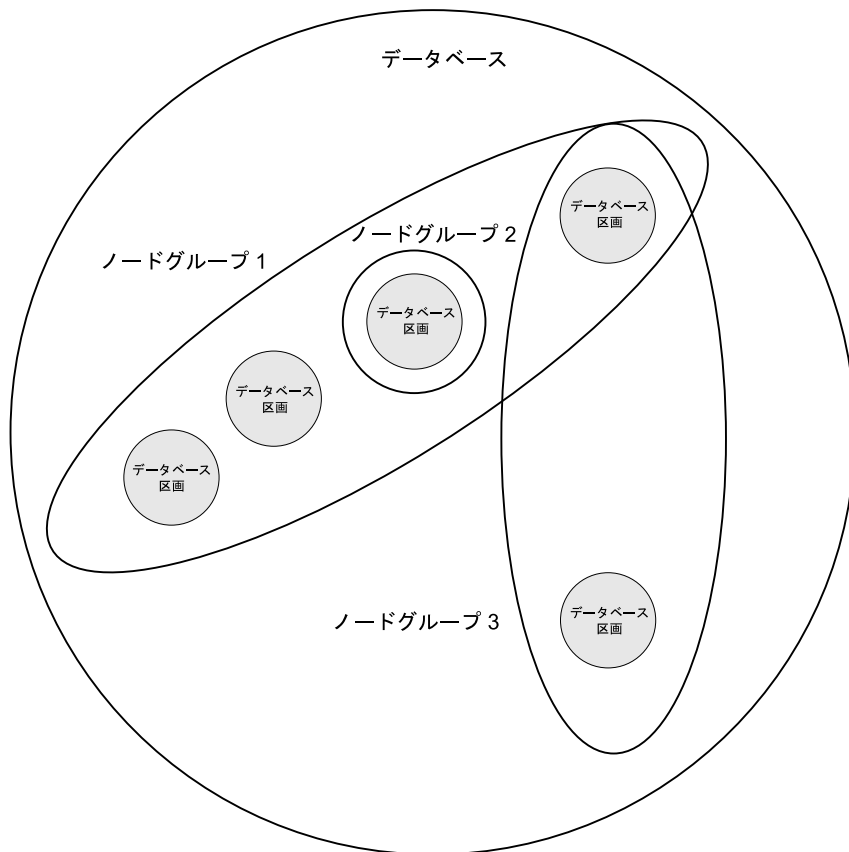 データベース
データベース
区画
ノードグループ 2
ノードグループ 1
データベース
区画
データベース
区画
データベース
区画
ノードグループ 3
データベース
区画